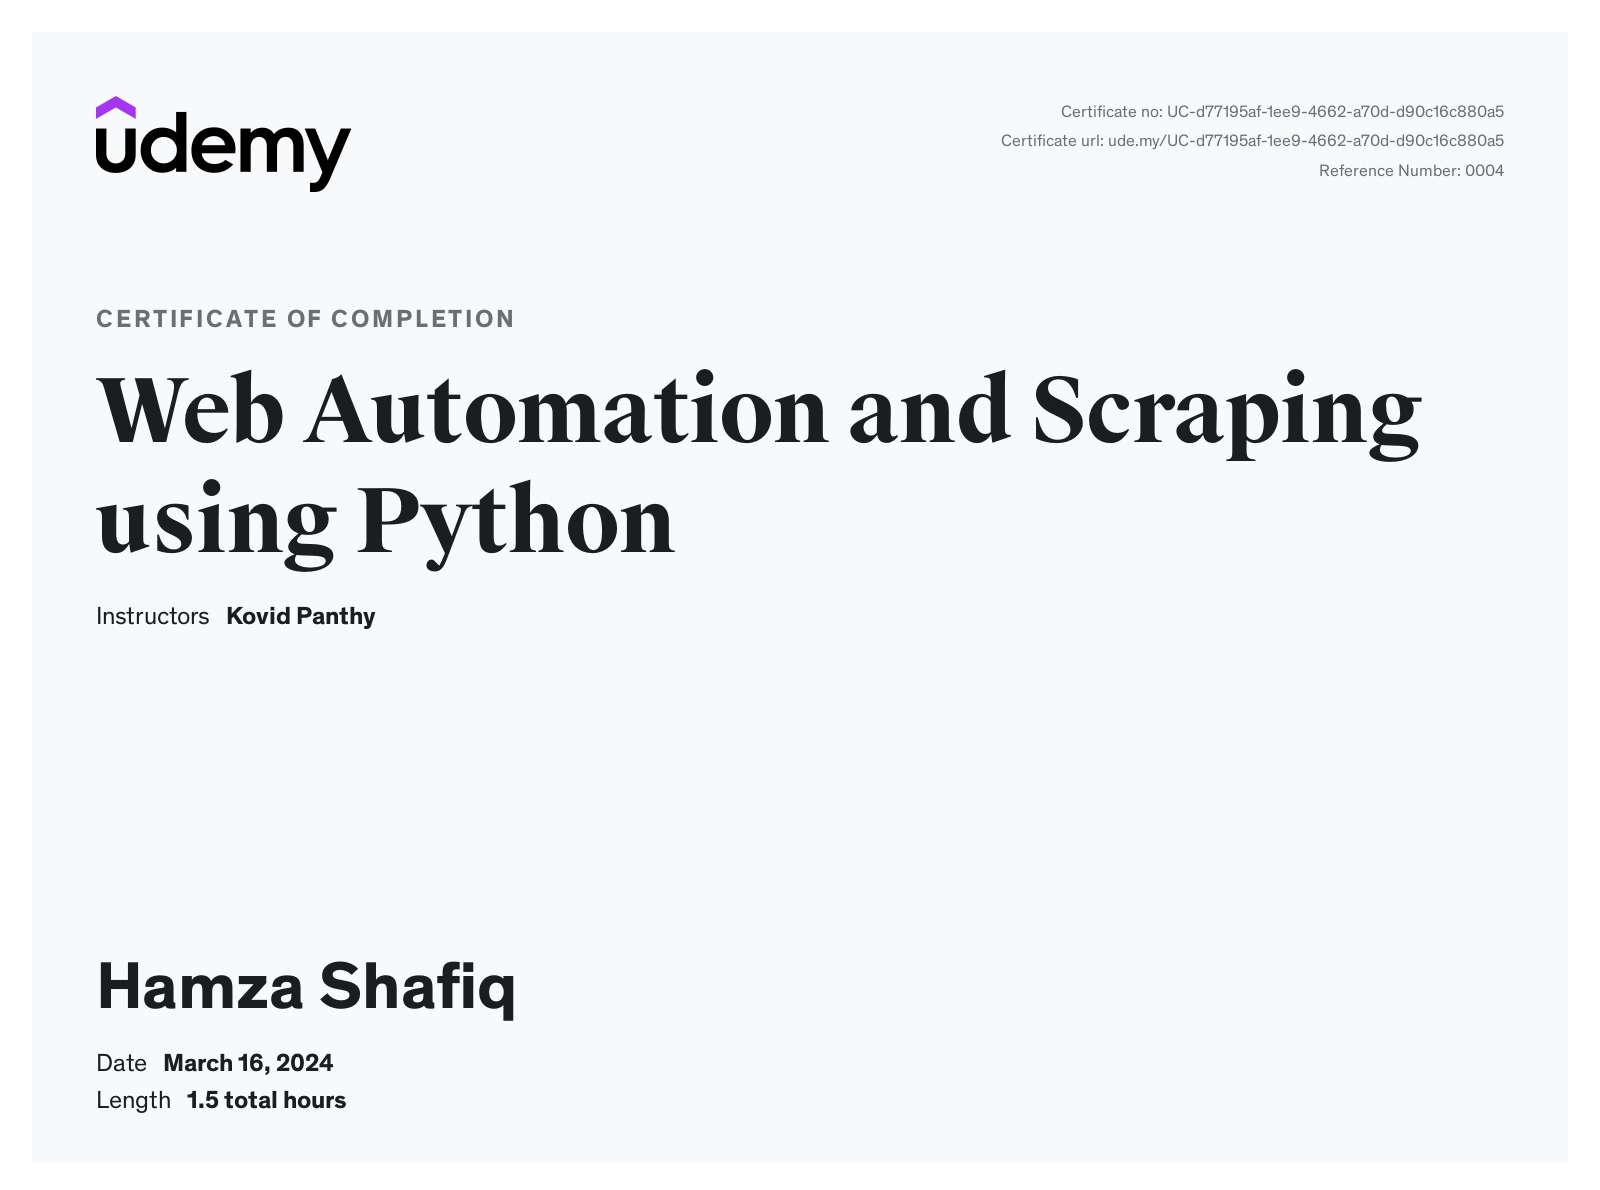 udemy
Certificate no: UC-d77195af-1ee9-4662-a70d-d90c16c880a5
Certificate url: ude.my/UC-d77195af-1ee9-4662-a70d-d90c16c880a5
Reference Number: 0004
CERTIFICATE OF COMPLETION
Web Automation and Scraping
using Python
Instructors Kovid Panthy
Hamza Shafiq
Date March 16, 2024
Length 1.5 total hours